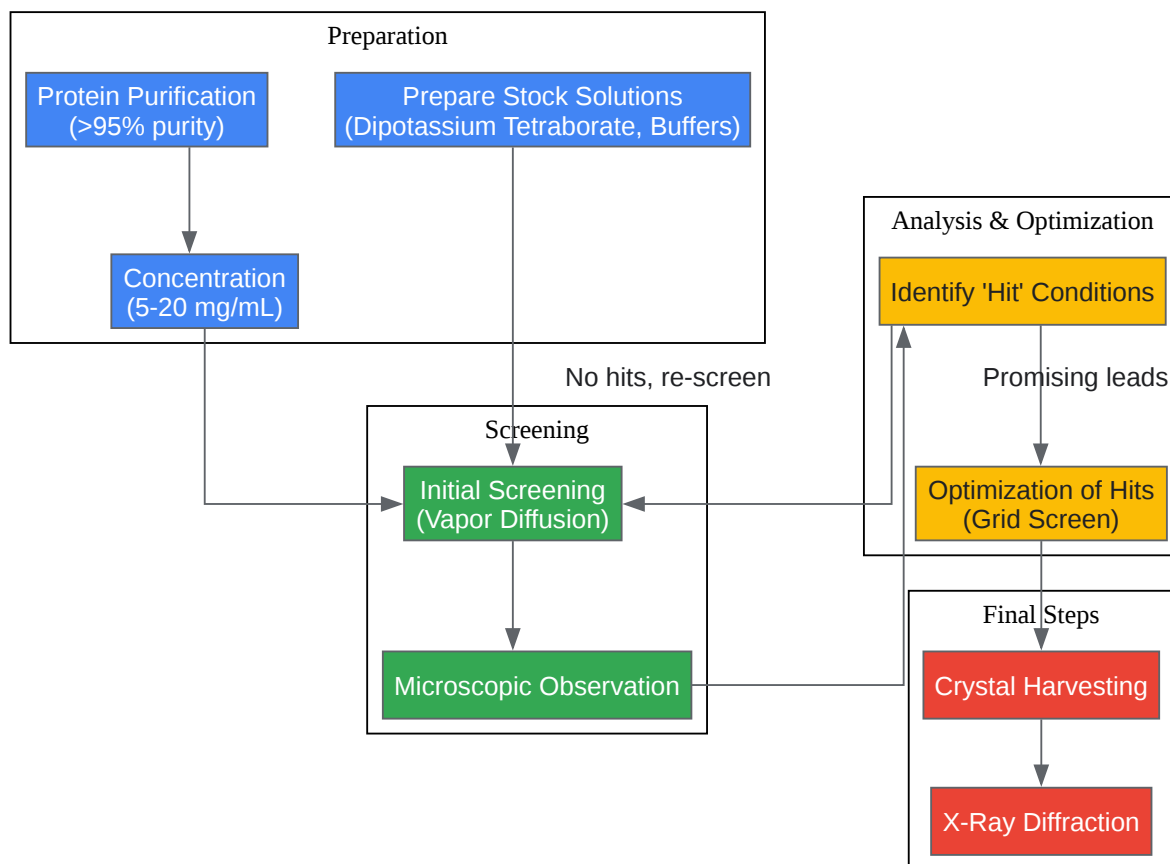 Preparation
Protein Purification
(>95% purity)
Prepare Stock Solutions
(Dipotassium Tetraborate, Buffers)
Concentration
(5-20 mg/mL)
No hits, re-screen
Screening
Initial Screening
(Vapor Diffusion)
Microscopic Observation
Analysis & Optimization
Identify 'Hit' Conditions
Promising leads
Optimization of Hits
(Grid Screen)
Final Steps
Crystal Harvesting
X-Ray Diffraction